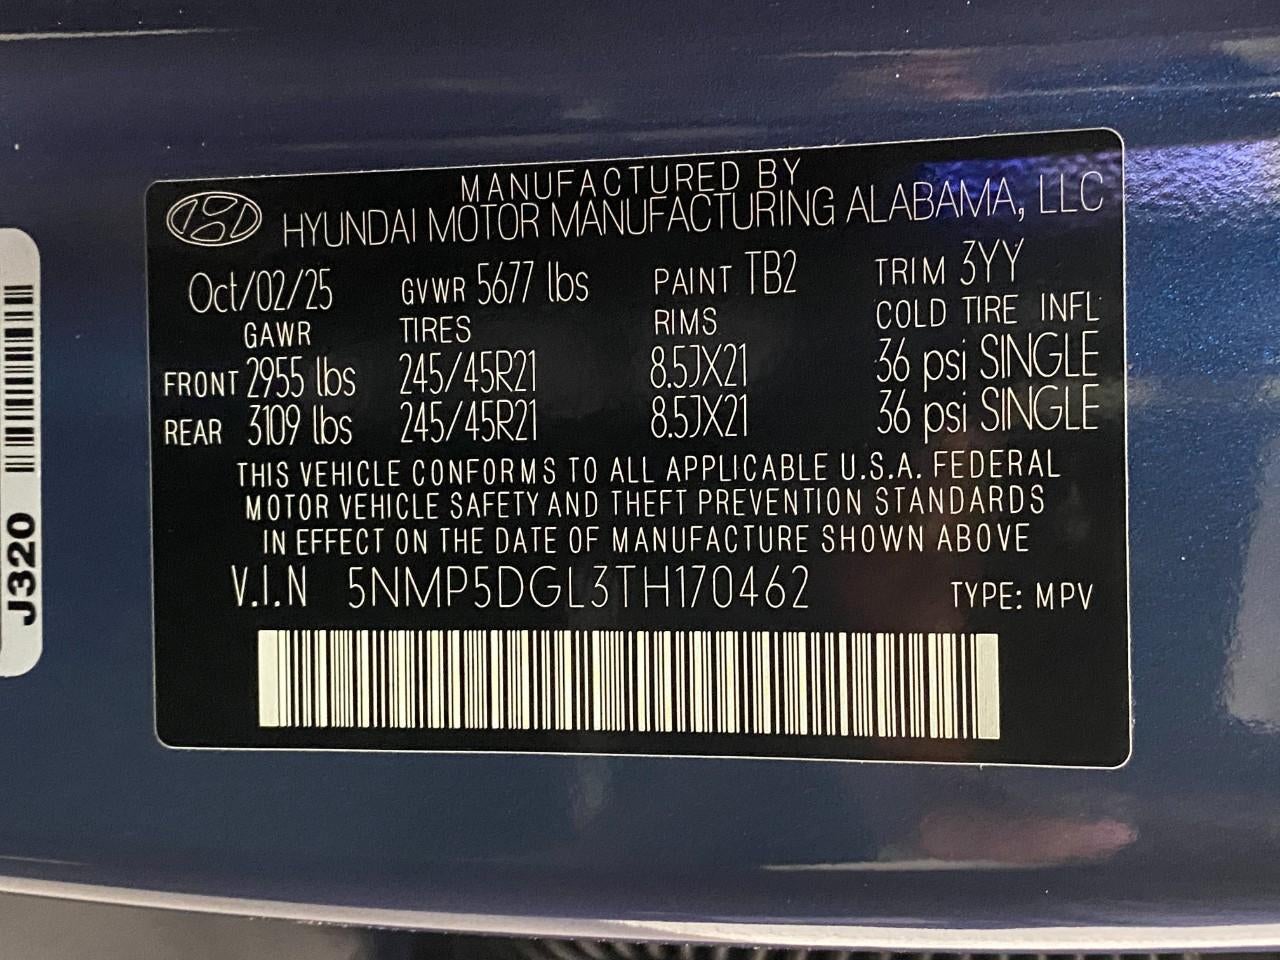 MANUFACTURED BY
HYUNDAI MOTOR MANUFACTURING ALABAMA, LLC
Oct/02/25 GVWR 5677 lbs PAINT TB2 TRIM 3YY
GAWR TIRES RIMS COLD TIRE INFL
FRONT 2955 lbs 245/45R21 8.5JX21 36 psi SINGLE
REAR 3109 lbs 245/45R21 8.5JX21 36 psi SINGLE
THIS VEHICLE CONFORMS TO ALL APPLICABLE U.S.A. FEDERAL
MOTOR VEHICLE SAFETY AND THEFT PREVENTION STANDARDS
IN EFFECT ON THE DATE OF MANUFACTURE SHOWN ABOVE
V.I.N 5NMP5DGL3TH170462 TYPE: MPV
J320